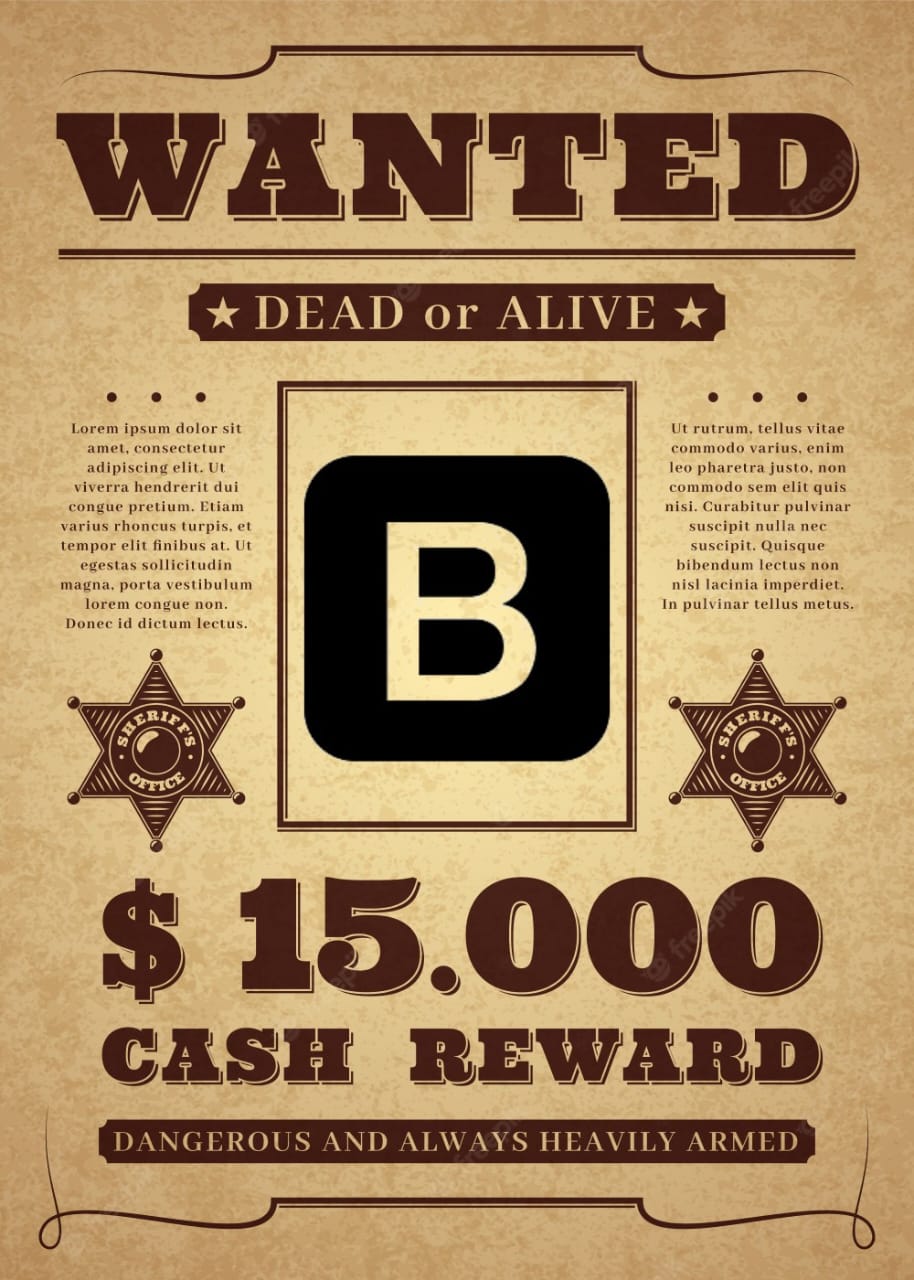 WANTED
★ DEAD or ALIVE ★
Lorem ipsum dolor sit
amet, consectetur
adipiscing elit. Ut
viverra hendrerit dui
congue pretium. Etiam
varius rhoncus turpis, et
tempor elit finibus at. Ut
egestas sollicitudin
magna, porta vestibulum
lorem congue non.
Donec id dictum lectus.
B
Ut rutrum, tellus vitae
commodo varius, enim
leo pharetra justo, non
commodo sem elit quis
nisi. Curabitur pulvinar
suscipit nulla nec
suscipit. Quisque
bibendum lectus non
nisl lacinia imperdiet.
In pulvinar tellus metus.
SHERIFF'S
OFFICE
SHERIFF'S
OFFICE
$ 15.000
CASH REWARD
DANGEROUS AND ALWAYS HEAVILY ARMED
freepik
freepik